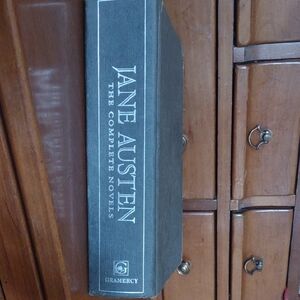 JANE AUSTEN
THE COMPLETE NOVELS
GRAMERCY